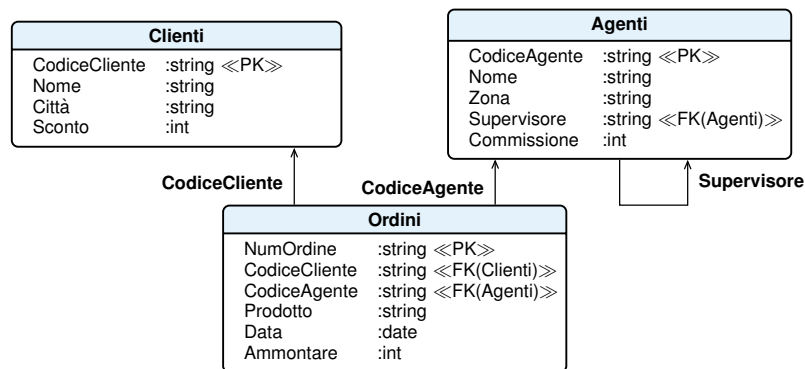 Clienti
CodiceCliente :string ≪PK≫
Nome :string
Città :string
Sconto :int
Agenti
CodiceAgente :string ≪PK≫
Nome :string
Zona :string
Supervisore :string ≪FK(Agenti)≫
Commissione :int
CodiceCliente
CodiceAgente
Supervisore
Ordini
NumOrdine :string ≪PK≫
CodiceCliente :string ≪FK(Clienti)≫
CodiceAgente :string ≪FK(Agenti)≫
Prodotto :string
Data :date
Ammontare :int